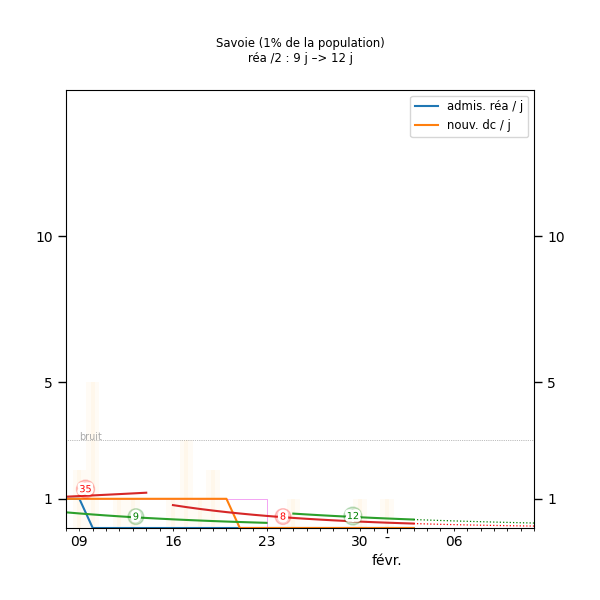 Savoie (1% de la population)
réa /2 : 9 j –> 12 j
admis. réa / j
nouv. dc / j
10
10
5
5
bruit
35
1
1
9
8
12
09
16
23
30
-
06
févr.